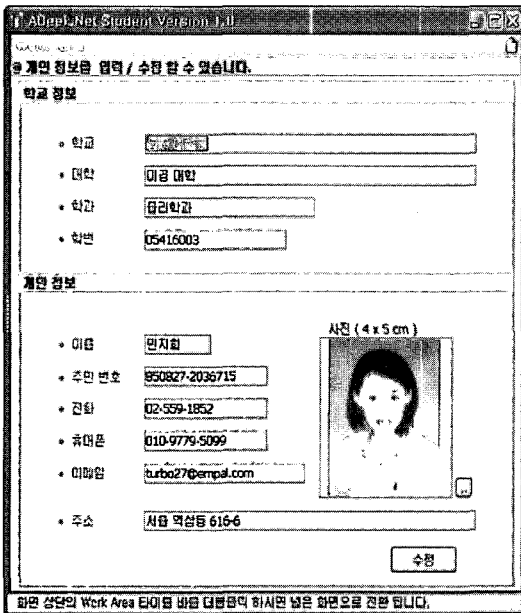 ADeek.Net Student Version 1.0
개인 정보를 입력 / 수정 할 수 있습니다.
학교 정보
학교
대학 이공 대학
학과 물리학과
학번 05416003
개인 정보
사진 ( 4 x 5 cm )
이름 민지희
주민 번호 850827-2036715
전화 02-559-1852
휴대폰 010-9779-5099
이메일 turbo27@empal.com
..
주소 서울 역삼동 616-6
수정
화면 상단의 Work Area 타이틀 바를 더블클릭 하시면 넓은 화면으로 전환 됩니다.